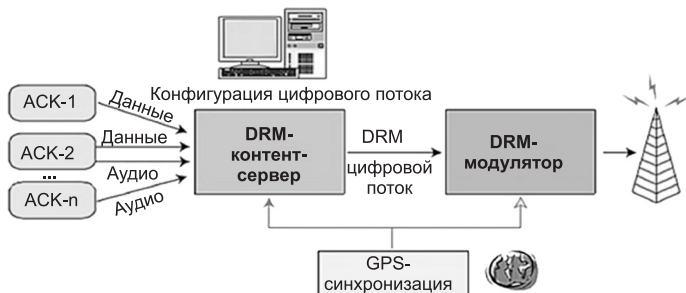 Конфигурация цифрового потока
АСК-1
АСК-2
...
АСК-n
Данные
Данные
Аудио
Аудио
DRM-
контент-
сервер
DRM
цифровой
поток
DRM-
модулятор
GPS-
синхронизация